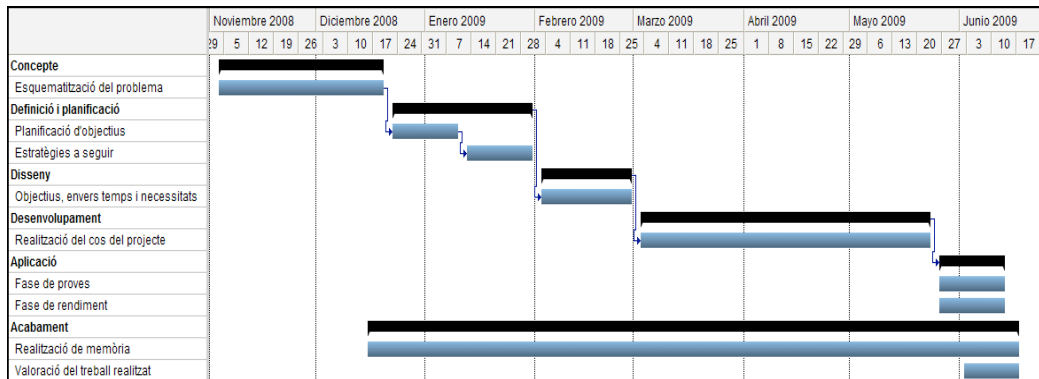 Noviembre 2008 Diciembre 2008 Enero 2009 Febrero 2009 Marzo 2009 Abril 2009 Mayo 2009 Junio 2009
29 5 12 19 26 3 10 17 24 31 7 14 21 28 4 11 18 25 4 11 18 25 1 8 15 22 29 6 13 20 27 3 10 17
Concepte
Esquematització del problema
Definició i planificació
Planificació d'objectius
Estratègies a seguir
Disseny
Objectius, envers temps i necessitats
Desenvolupament
Realització del cos del projecte
Aplicació
Fase de proves
Fase de rendiment
Acabament
Realització de memòria
Valoració del treball realitzat